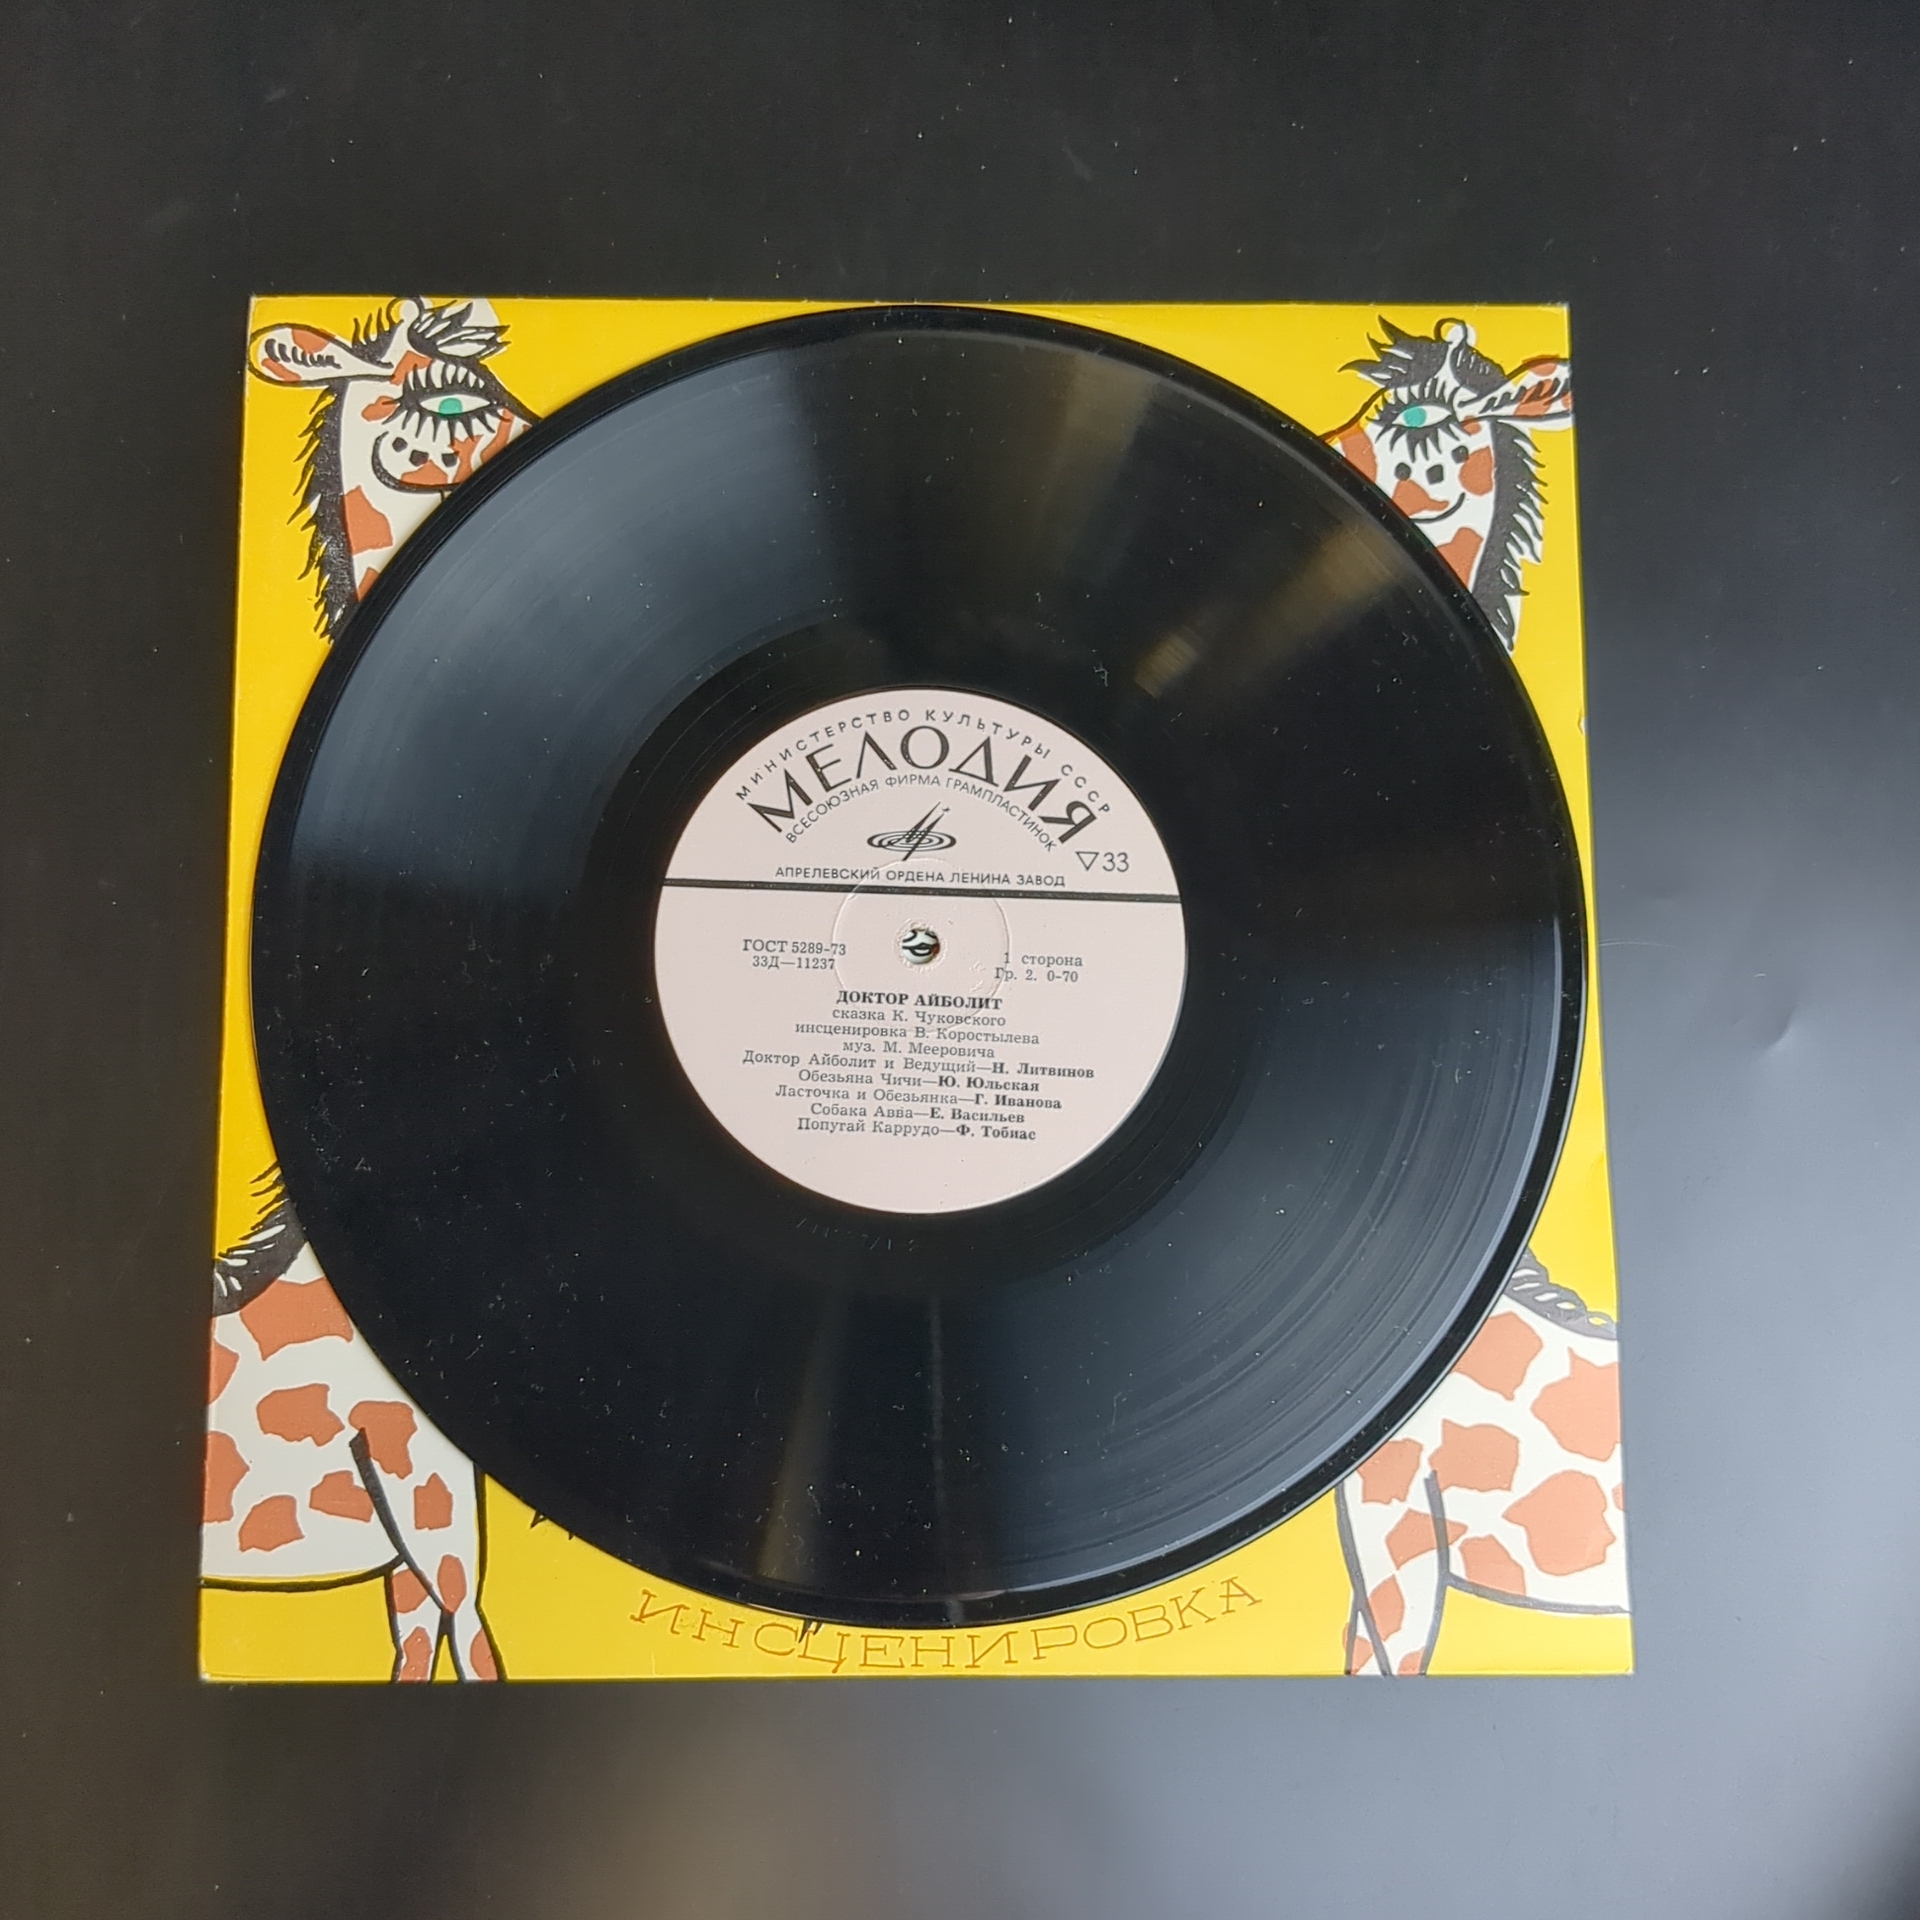 МИНИСТЕРСТВО КУЛЬТУРЫ СССР
МЕЛОДИЯ
ВСЕСОЮЗНАЯ ФИРМА ГРАМПЛАСТИНОК
▽33
АПРЕЛЕВСКИЙ ОРДЕНА ЛЕНИНА ЗАВОД
ГОСТ 5289-73
33Д—11237
1 сторона
Гр. 2. 0-70
ДОКТОР АЙБОЛИТ
сказка К. Чуковского
инсценировка В. Коростылева
муз. М. Мееровича
Доктор Айболит и Ведущий—Н. Литвинов
Обезьяна Чичи—Ю. Юльская
Ласточка и Обезьянка—Г. Иванова
Собака Авва—Е. Васильев
Попугай Каррудо—Ф. Тобиас
ИНСЦЕНИРОВКА